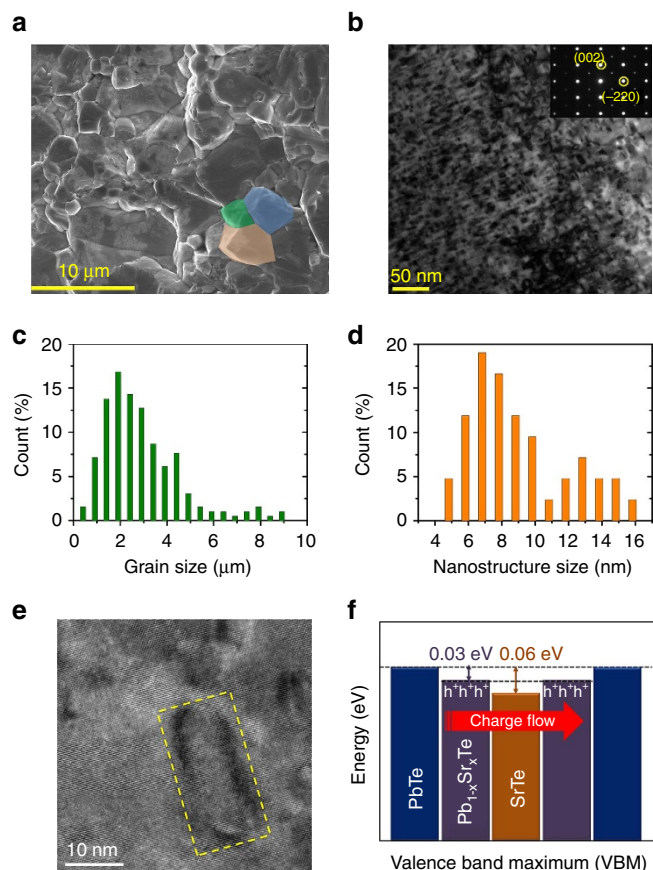 a
10 μm
b
(002)
(−220)
50 nm
c
Count (%)
20
15
10
5
0
0 2 4 6 8 10
Grain size (μm)
d
Count (%)
20
15
10
5
0
4 6 8 10 12 14 16
Nanostructure size (nm)
e
10 nm
f
Energy (eV)
0.03 eV 0.06 eV
h⁺h⁺h⁺ h⁺h⁺h⁺
Charge flow
PbTe
Pb₁₋ₓSrₓTe
SrTe
Valence band maximum (VBM)